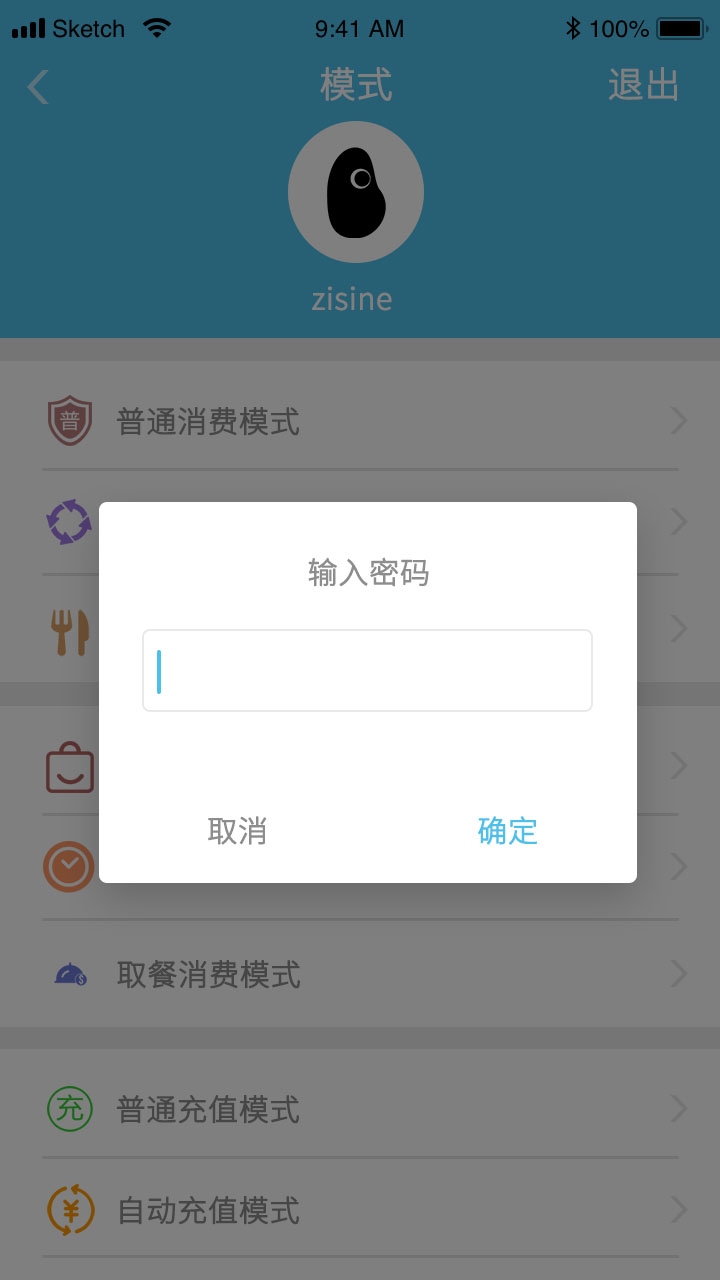 Sketch 9:41 AM 100%
模式 退出
zisine
普 普通消费模式
输入密码
取消 确定
取餐消费模式
充 普通充值模式
¥ 自动充值模式